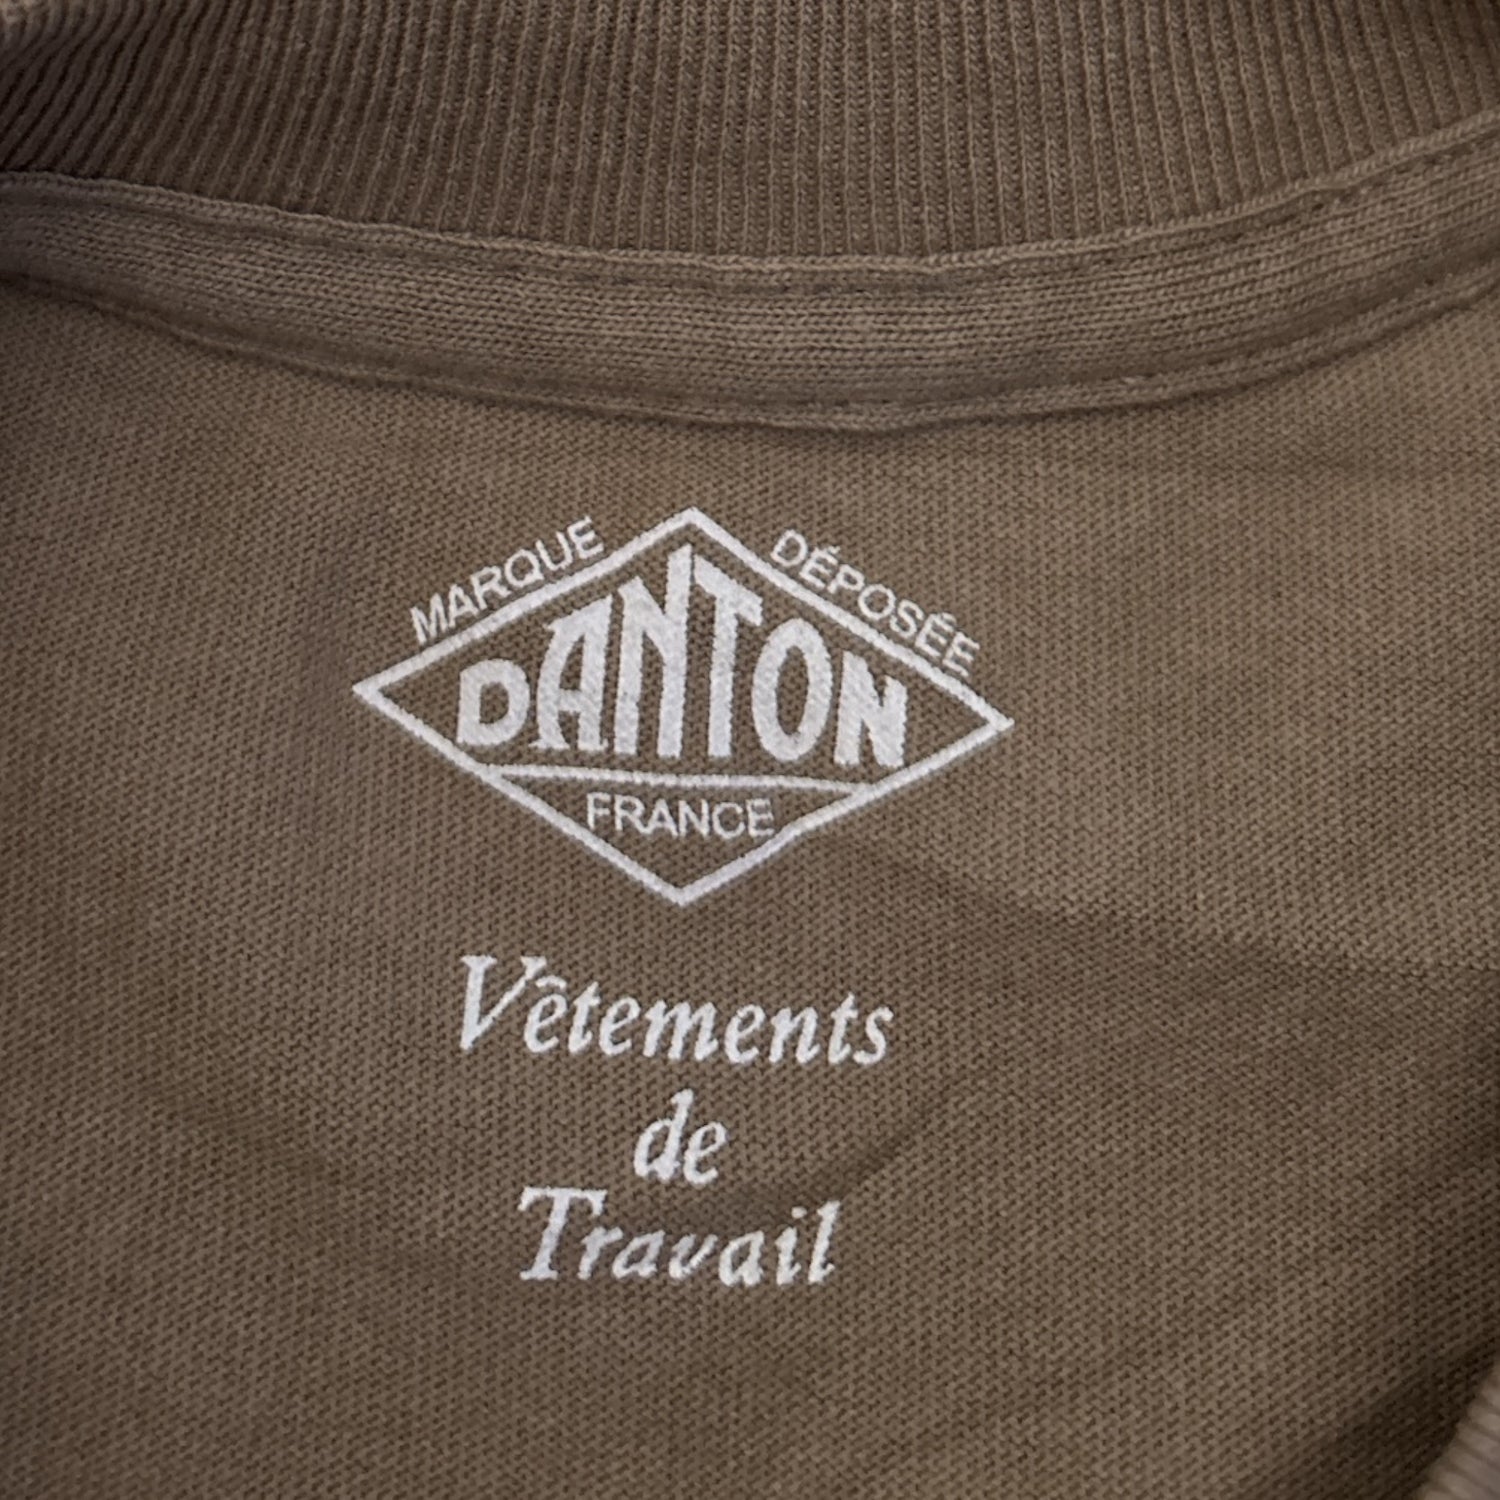 MARQUE DÉPOSÉE
DANTON
FRANCE
Vêtements
de
Travail